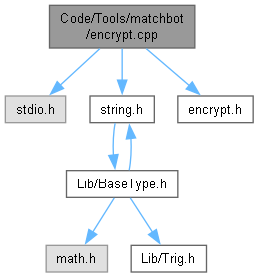 Code/Tools/matchbot
/encrypt.cpp
stdio.h
string.h
encrypt.h
Lib/BaseType.h
math.h
Lib/Trig.h